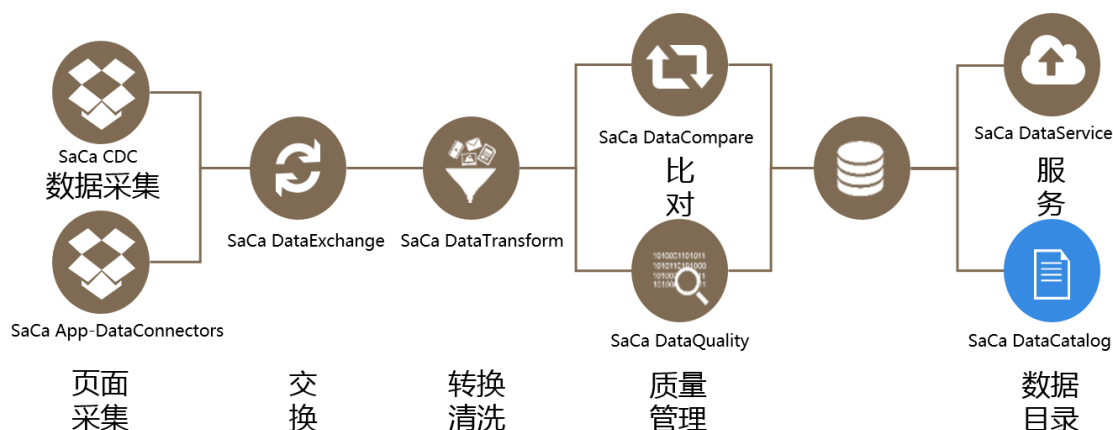 SaCa CDC
数据采集
SaCa App-DataConnectors
页面
采集
SaCa DataExchange
交
换
SaCa DataTransform
转换
清洗
SaCa DataCompare
比
对
SaCa DataQuality
质量
管理
SaCa DataService
服
务
SaCa DataCatalog
数据
目录